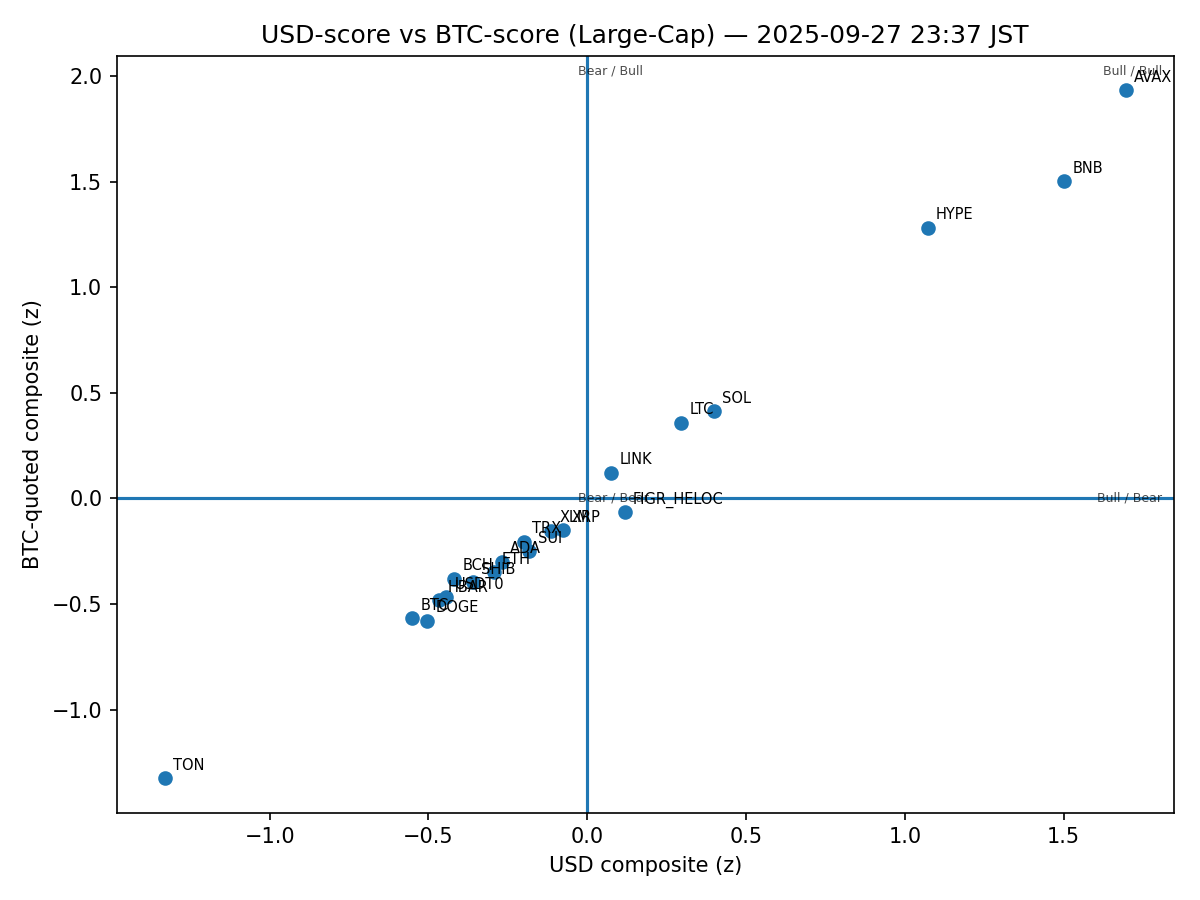 USD-score vs BTC-score (Large-Cap) — 2025-09-27 23:37 JST
Bear / Bull
Bull / Bull
AVAX
BNB
HYPE
SOL
LTC
LINK
Bear / Bear
FIGR_HELOC
Bull / Bear
XLM
XRP
TRX
SUI
ADA
ETH
BCH
SHIB
HBAR
BTC
DOGE
TON
2.0
1.5
1.0
0.5
0.0
−0.5
−1.0
BTC-quoted composite (z)
−1.0
−0.5
0.0
0.5
1.0
1.5
USD composite (z)